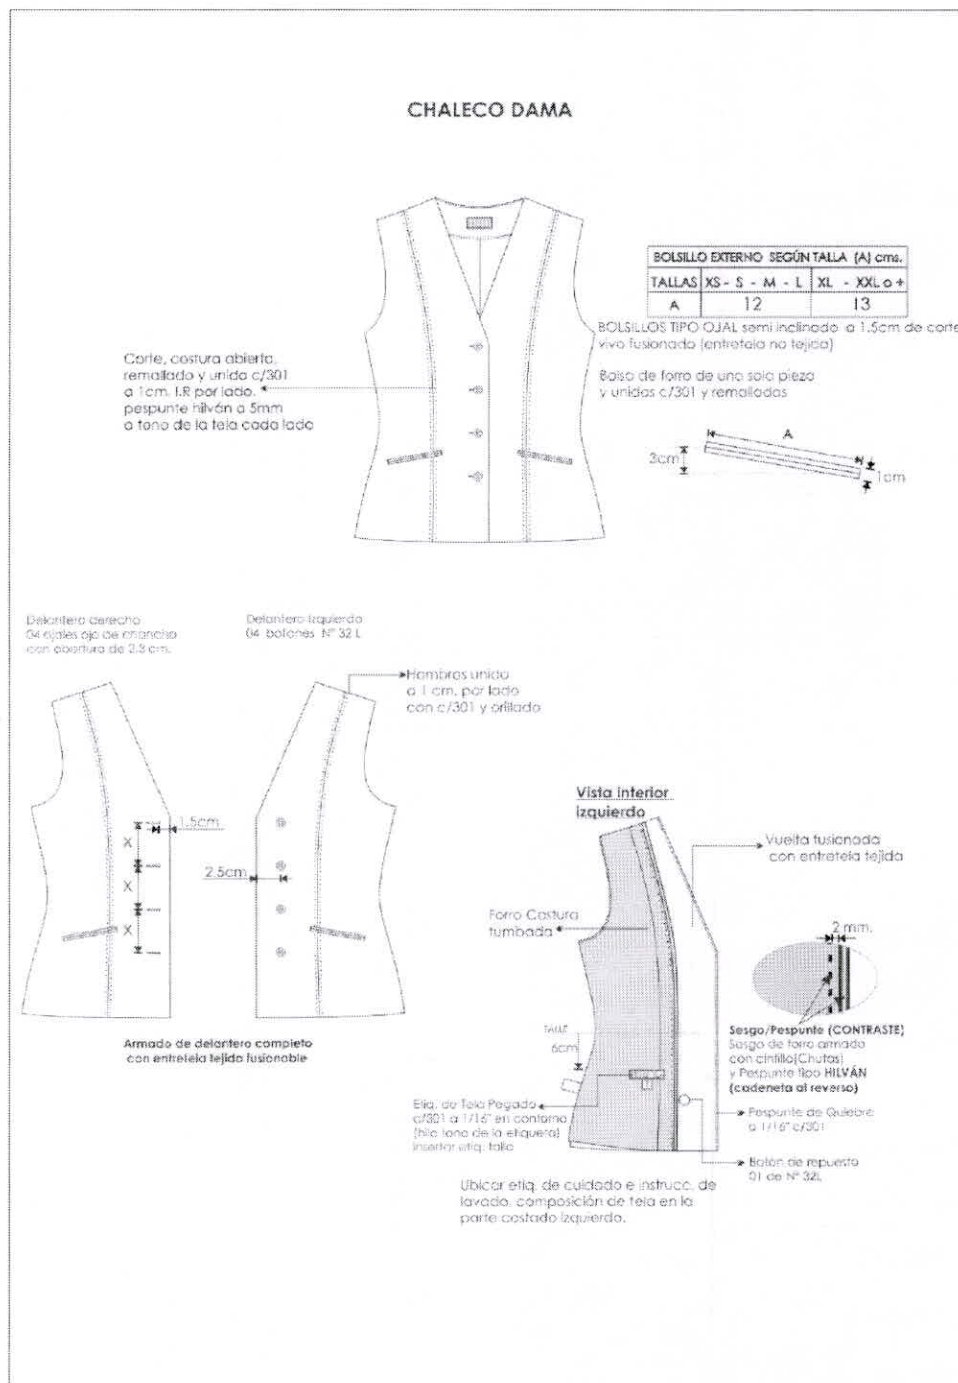 CHALECO DAMA
BOLSILLO EXTERNO SEGÚN TALLA (A) cms.
TALLAS XS - S - M - L XL - XXL o +
A 12 13
BOLSILLOS TIPO OJAL semi inclinado a 1.5cm de corte
vivo fusionado (entretela no tejida)
Bolsa de forro de una sola pieza
y unidas c/301 y remalladas
Corte, costura abierta,
remallado y unida c/301
a 1cm. I.R por lado.
pespunte hilván a 5mm
a tono de la tela cada lado
A
3cm
1cm
Delantero derecho
04 ojales ojo de chancho
con abertura de 2.3 cm.
Delantero Izquierdo
04 botones N° 32 L
Hombros unido
a 1 cm. por lado
con c/301 y orillado
1.5cm
X
X
X
2.5cm
Armado de delantero completo
con entretela tejida fusionable
Vista interior
izquierdo
Vuelta fusionada
con entretela tejida
Forro Costura
tumbada
2 mm.
TALLE
6cm
Sesgo/Pespunte (CONTRASTE)
Sesgo de forro armado
con cintillo(Chutas)
y Pespunte tipo HILVÁN
(cadeneta al reverso)
Etiq. de Tela Pegado
c/301 a 1/16" en contorno
(hilo tono de la etiqueta)
insertar etiq. talla
Pespunte de Quiebre
a 1/16" c/301
Botón de repuesto
01 de N° 32L
Ubicar etiq. de cuidado e instrucc. de
lavado, composición de tela en la
parte costado izquierdo.